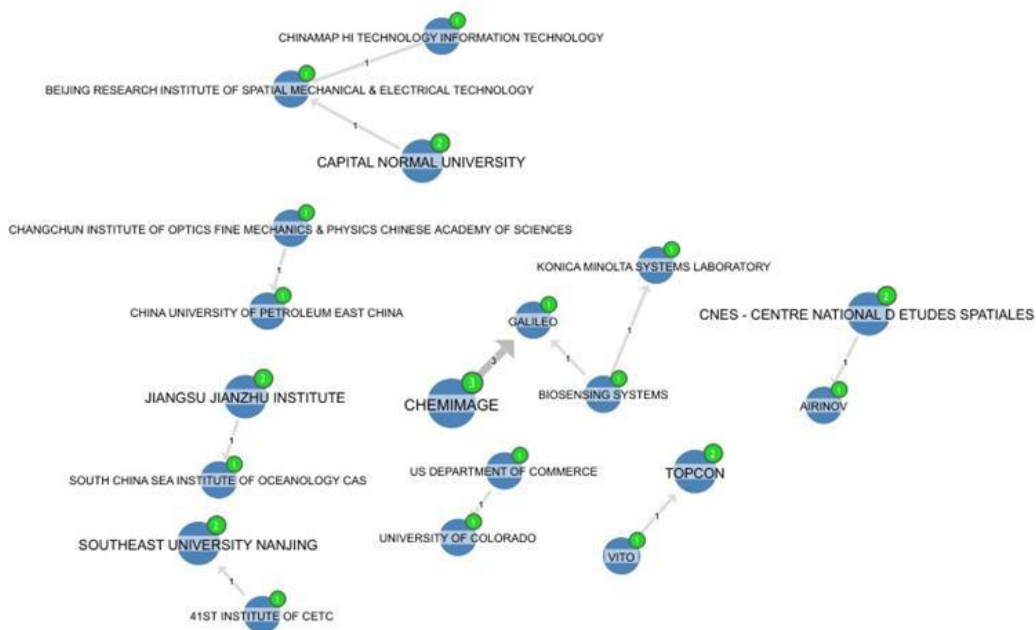 1
CHINAMAP HI TECHNOLOGY INFORMATION TECHNOLOGY
1
1
BEIJING RESEARCH INSTITUTE OF SPATIAL MECHANICAL & ELECTRICAL TECHNOLOGY
1
2
CAPITAL NORMAL UNIVERSITY
1
CHANGCHUN INSTITUTE OF OPTICS FINE MECHANICS & PHYSICS CHINESE ACADEMY OF SCIENCES
1
1
CHINA UNIVERSITY OF PETROLEUM EAST CHINA
1
KONICA MINOLTA SYSTEMS LABORATORY
1
GALILEO
1
2
CNES - CENTRE NATIONAL D ETUDES SPATIALES
1
3
1
3
CHEMIMAGE
1
BIOSENSING SYSTEMS
1
AIRINOV
2
JIANGSU JIANZHU INSTITUTE
1
1
SOUTH CHINA SEA INSTITUTE OF OCEANOLOGY CAS
1
US DEPARTMENT OF COMMERCE
1
1
UNIVERSITY OF COLORADO
2
TOPCON
1
1
VITO
2
SOUTHEAST UNIVERSITY NANJING
1
1
41ST INSTITUTE OF CETC